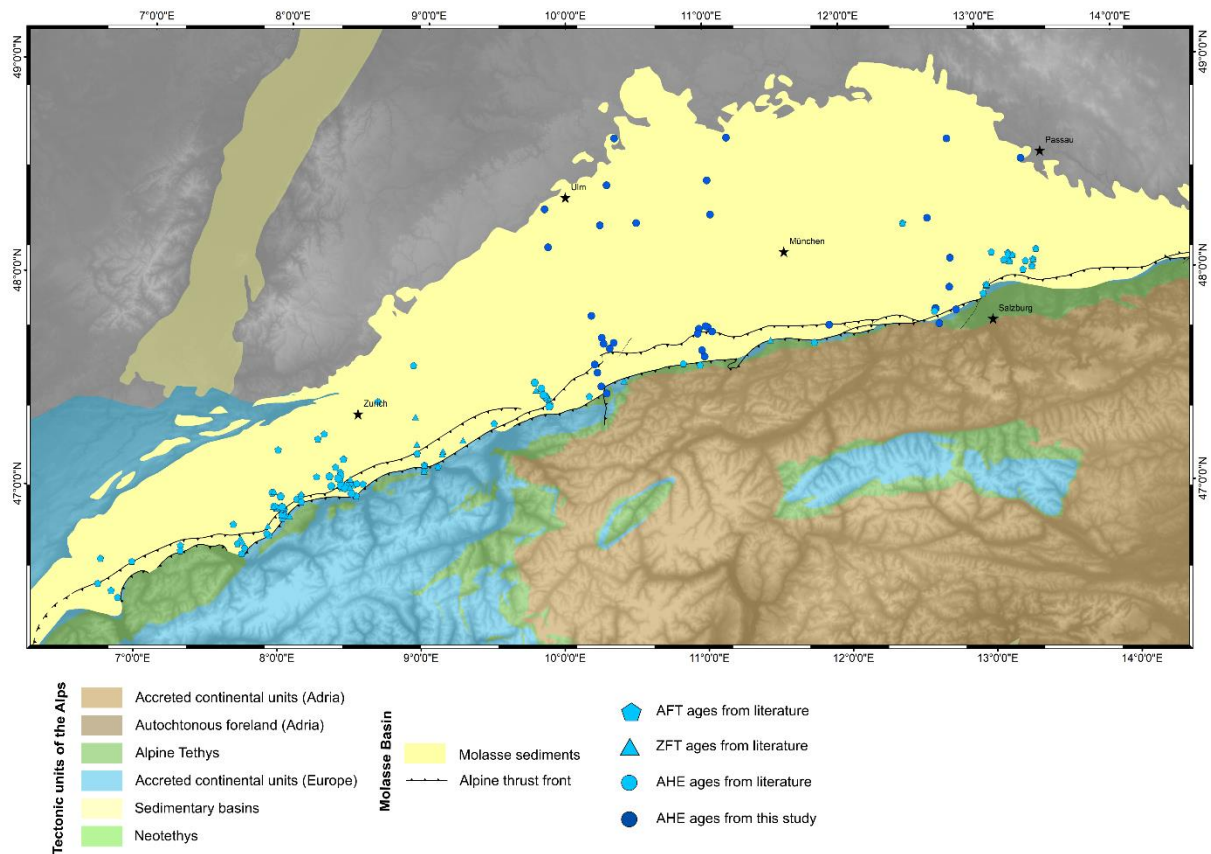 7°0'0"E 8°0'0"E 9°0'0"E 10°0'0"E 11°0'0"E 12°0'0"E 13°0'0"E 14°0'0"E
49°0'0"N 49°0'0"N
Passau
Ulm
München
48°0'0"N 48°0'0"N
Salzburg
Zurich
47°0'0"N 47°0'0"N
7°0'0"E 8°0'0"E 9°0'0"E 10°0'0"E 11°0'0"E 12°0'0"E 13°0'0"E 14°0'0"E
Tectonic units of the Alps
Accreted continental units (Adria)
Autochtonous foreland (Adria)
Alpine Tethys
Accreted continental units (Europe)
Sedimentary basins
Neotethys
Molasse Basin
Molasse sediments
Alpine thrust front
AFT ages from literature
ZFT ages from literature
AHE ages from literature
AHE ages from this study